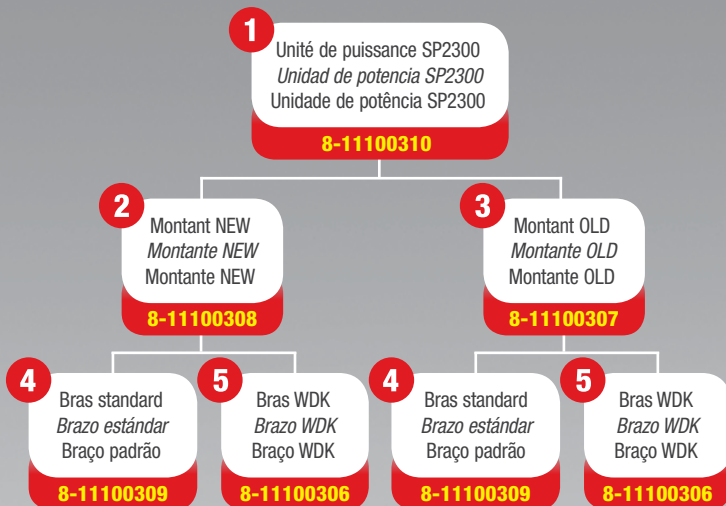 1
Unité de puissance SP2300
Unidad de potencia SP2300
Unidade de potência SP2300
8-11100310
2
Montant NEW
Montante NEW
Montante NEW
8-11100308
3
Montant OLD
Montante OLD
Montante OLD
8-11100307
4
Bras standard
Brazo estándar
Braço padrão
8-11100309
5
Bras WDK
Brazo WDK
Braço WDK
8-11100306
4
Bras standard
Brazo estándar
Braço padrão
8-11100309
5
Bras WDK
Brazo WDK
Braço WDK
8-11100306